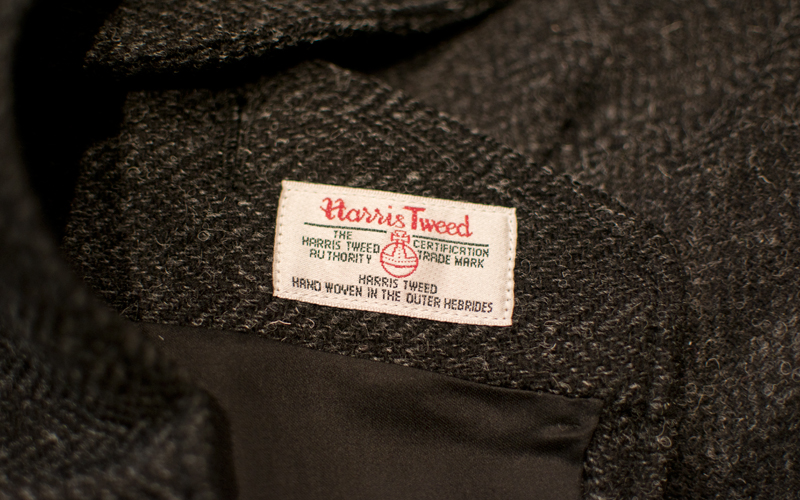 Harris Tweed
THE CERTIFICATION
HARRIS TWEED TRADE MARK
AUTHORITY
HARRIS TWEED
HAND WOVEN IN THE OUTER HEBRIDES